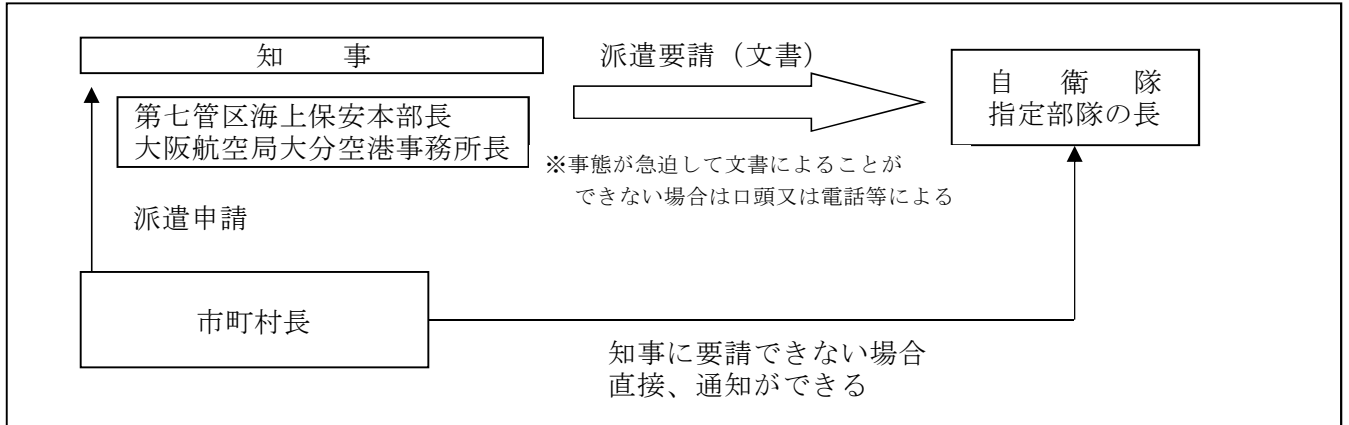 知　　事
派遣要請（文書）
自　衛　隊
指定部隊の長
第七管区海上保安本部長
大阪航空局大分空港事務所長
※事態が急迫して文書によることが
できない場合は口頭又は電話等による
派遣申請
市町村長
知事に要請できない場合
直接、通知ができる